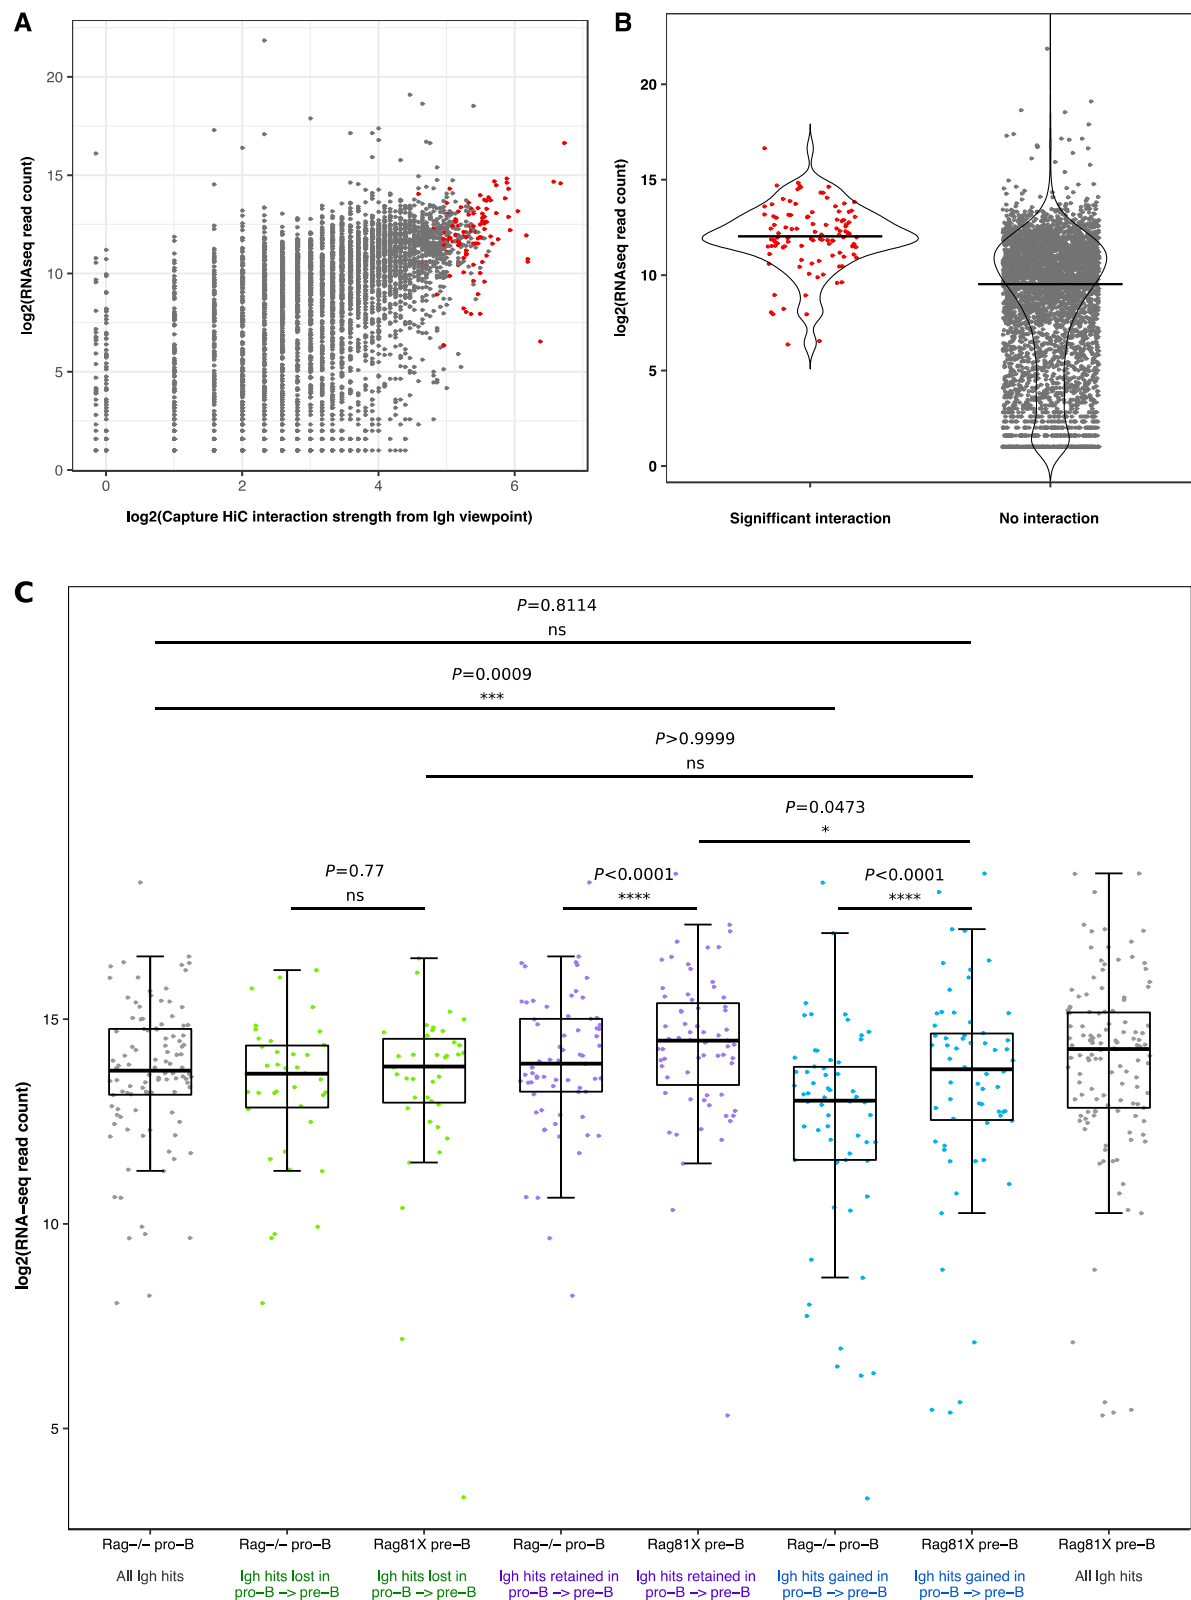 A
20
15
10
5
0
log2(RNAseq read count)
0
2
4
6
log2(Capture HiC interaction strength from Igh viewpoint)
B
20
15
10
5
0
log2(RNAseq read count)
Signifficant interaction
No interaction
C
P=0.8114
ns
P=0.0009
***
P>0.9999
ns
P=0.0473
*
P=0.77
ns
P<0.0001
****
P<0.0001
****
15
10
5
log2(RNA–seq read count)
Rag–/– pro–B
Rag–/– pro–B
Rag81X pre–B
Rag–/– pro–B
Rag81X pre–B
Rag–/– pro–B
Rag81X pre–B
Rag81X pre–B
All Igh hits
Igh hits lost in
pro–B –> pre–B
Igh hits lost in
pro–B –> pre–B
Igh hits retained in
pro–B –> pre–B
Igh hits retained in
pro–B –> pre–B
Igh hits gained in
pro–B –> pre–B
Igh hits gained in
pro–B –> pre–B
All Igh hits